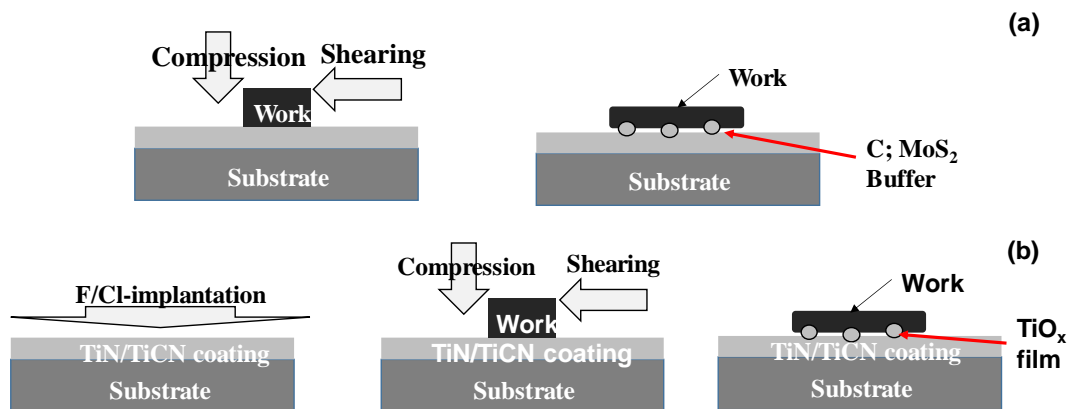 (a)
Compression
Shearing
Work
Substrate
Work
C; MoS₂
Buffer
Substrate
(b)
F/Cl-implantation
TiN/TiCN coating
Substrate
Compression
Shearing
Work
TiN/TiCN coating
Substrate
Work
TiOₓ
film
TiN/TiCN coating
Substrate